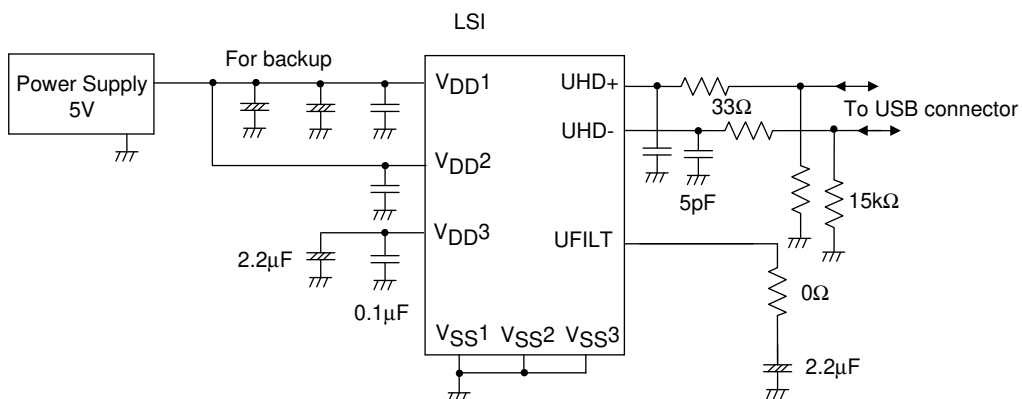 LSI
Power Supply
5V
For backup
VDD1
VDD2
VDD3
2.2μF
0.1μF
VSS1 VSS2 VSS3
UHD+
UHD-
UFILT
33Ω
To USB connector
5pF
15kΩ
0Ω
2.2μF